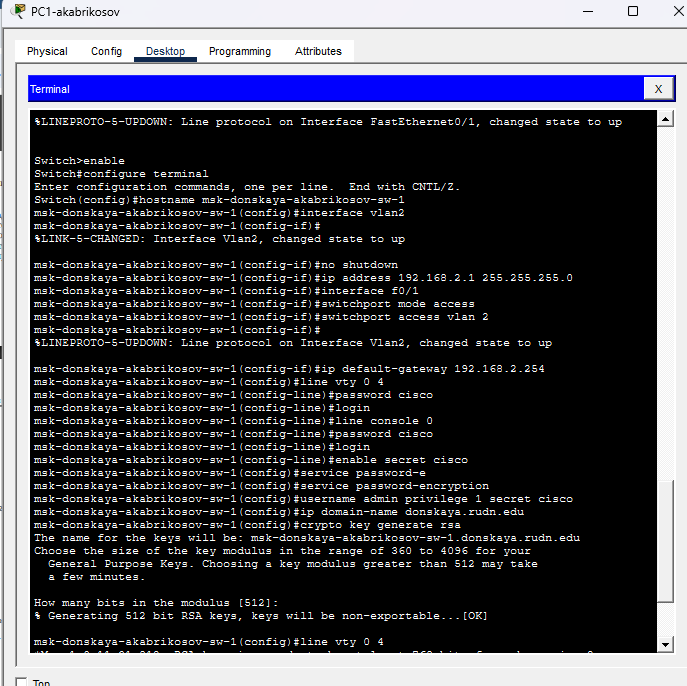 PC1-akabrikosov
Physical Config Desktop Programming Attributes
Terminal X
%LINEPROTO-5-UPDOWN: Line protocol on Interface FastEthernet0/1, changed state to up
Switch>enable
Switch#configure terminal
Enter configuration commands, one per line.  End with CNTL/Z.
Switch(config)#hostname msk-donskaya-akabrikosov-sw-1
msk-donskaya-akabrikosov-sw-1(config)#interface vlan2
msk-donskaya-akabrikosov-sw-1(config-if)#
%LINK-5-CHANGED: Interface Vlan2, changed state to up
msk-donskaya-akabrikosov-sw-1(config-if)#no shutdown
msk-donskaya-akabrikosov-sw-1(config-if)#ip address 192.168.2.1 255.255.255.0
msk-donskaya-akabrikosov-sw-1(config-if)#interface f0/1
msk-donskaya-akabrikosov-sw-1(config-if)#switchport mode access
msk-donskaya-akabrikosov-sw-1(config-if)#switchport access vlan 2
msk-donskaya-akabrikosov-sw-1(config-if)#
%LINEPROTO-5-UPDOWN: Line protocol on Interface Vlan2, changed state to up
msk-donskaya-akabrikosov-sw-1(config-if)#ip default-gateway 192.168.2.254
msk-donskaya-akabrikosov-sw-1(config)#line vty 0 4
msk-donskaya-akabrikosov-sw-1(config-line)#password cisco
msk-donskaya-akabrikosov-sw-1(config-line)#login
msk-donskaya-akabrikosov-sw-1(config-line)#line console 0
msk-donskaya-akabrikosov-sw-1(config-line)#password cisco
msk-donskaya-akabrikosov-sw-1(config-line)#login
msk-donskaya-akabrikosov-sw-1(config-line)#enable secret cisco
msk-donskaya-akabrikosov-sw-1(config)#service password-e
msk-donskaya-akabrikosov-sw-1(config)#service password-encryption
msk-donskaya-akabrikosov-sw-1(config)#username admin privilege 1 secret cisco
msk-donskaya-akabrikosov-sw-1(config)#ip domain-name donskaya.rudn.edu
msk-donskaya-akabrikosov-sw-1(config)#crypto key generate rsa
The name for the keys will be: msk-donskaya-akabrikosov-sw-1.donskaya.rudn.edu
Choose the size of the key modulus in the range of 360 to 4096 for your
General Purpose Keys. Choosing a key modulus greater than 512 may take
a few minutes.
How many bits in the modulus [512]:
% Generating 512 bit RSA keys, keys will be non-exportable...[OK]
msk-donskaya-akabrikosov-sw-1(config)#line vty 0 4
Top